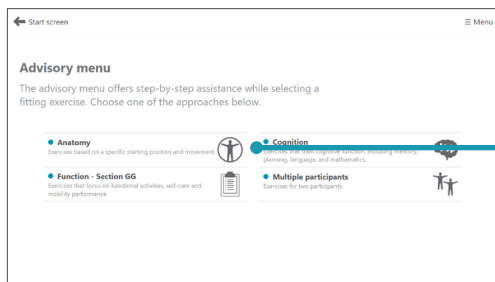 Start screen
Menu
Advisory menu
The advisory menu offers step-by-step assistance while selecting a
fitting exercise. Choose one of the approaches below.
Anatomy
Exercises based on a specific starting position and movement
Cognition
Exercises that train cognitive function, including memory,
planning, language, and mathematics.
Function - Section GG
Exercises that focus on functional activities, self-care and
mobility performance
Multiple participants
Exercises for two participants.